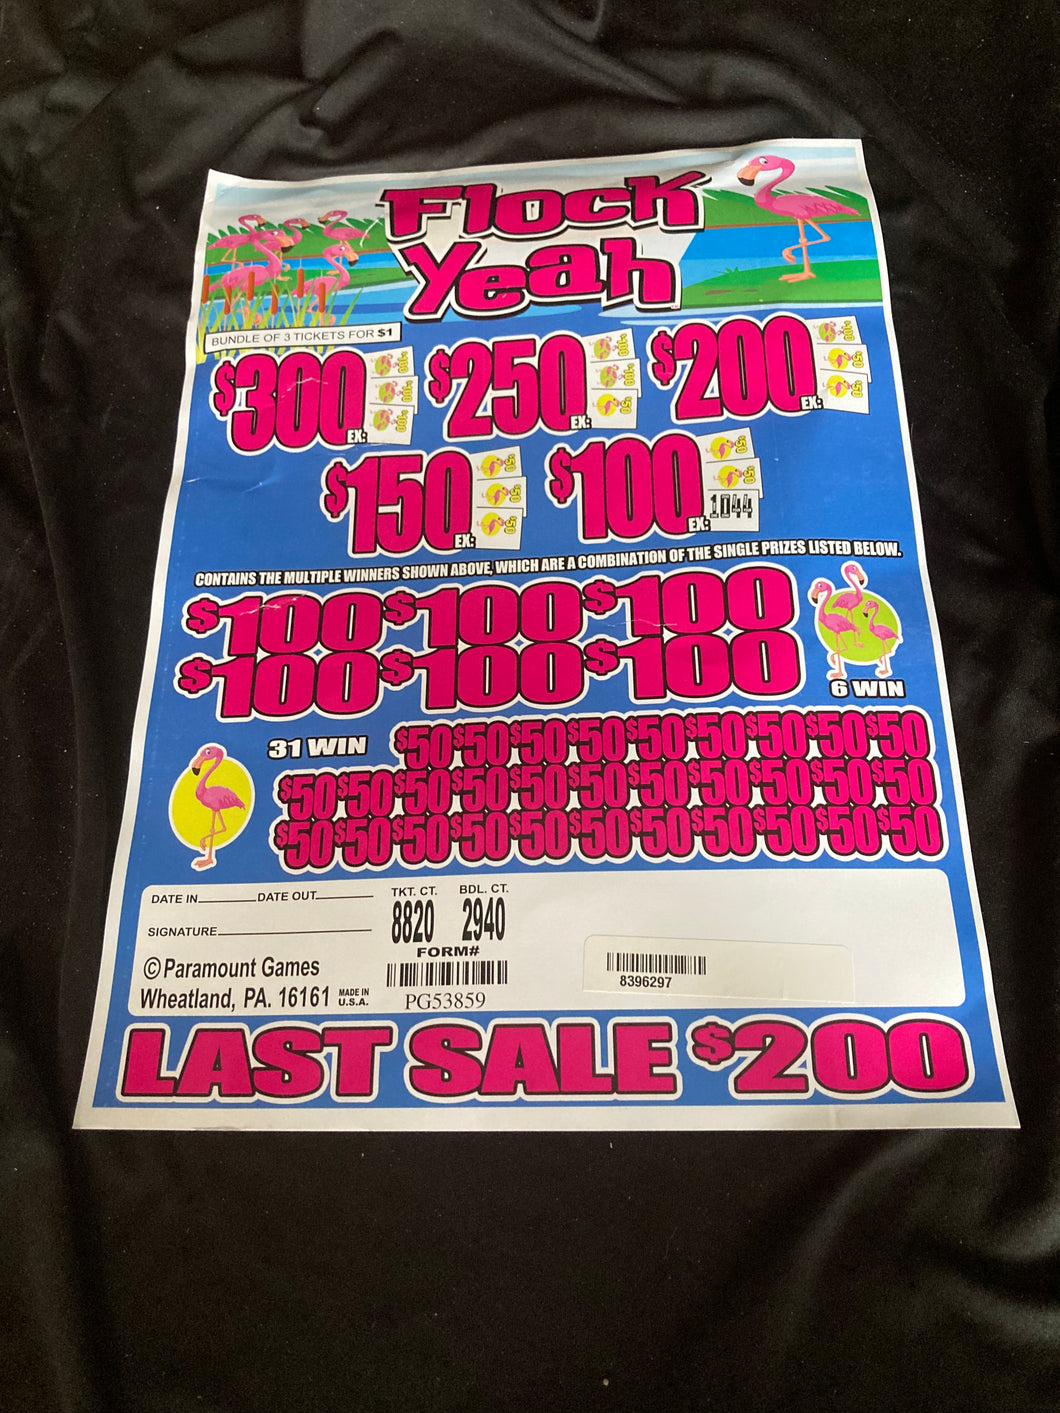 Flock
Yeah
BUNDLE OF 3 TICKETS FOR $1
$300 EX: $250 EX: $200 EX:
$150 EX: $100 EX: 1044
CONTAINS THE MULTIPLE WINNERS SHOWN ABOVE, WHICH ARE A COMBINATION OF THE SINGLE PRIZES LISTED BELOW.
$100 $100 $100
$100 $100 $100
6 WIN
31 WIN $50 $50 $50 $50 $50 $50 $50 $50 $50
$50 $50 $50 $50 $50 $50 $50 $50 $50 $50 $50
$50 $50 $50 $50 $50 $50 $50 $50 $50 $50 $50
DATE IN DATE OUT
SIGNATURE
TKT. CT. BDL. CT.
8820 2940
FORM#
PG53859
© Paramount Games
Wheatland, PA. 16161 MADE IN U.S.A.
8396297
LAST SALE $200